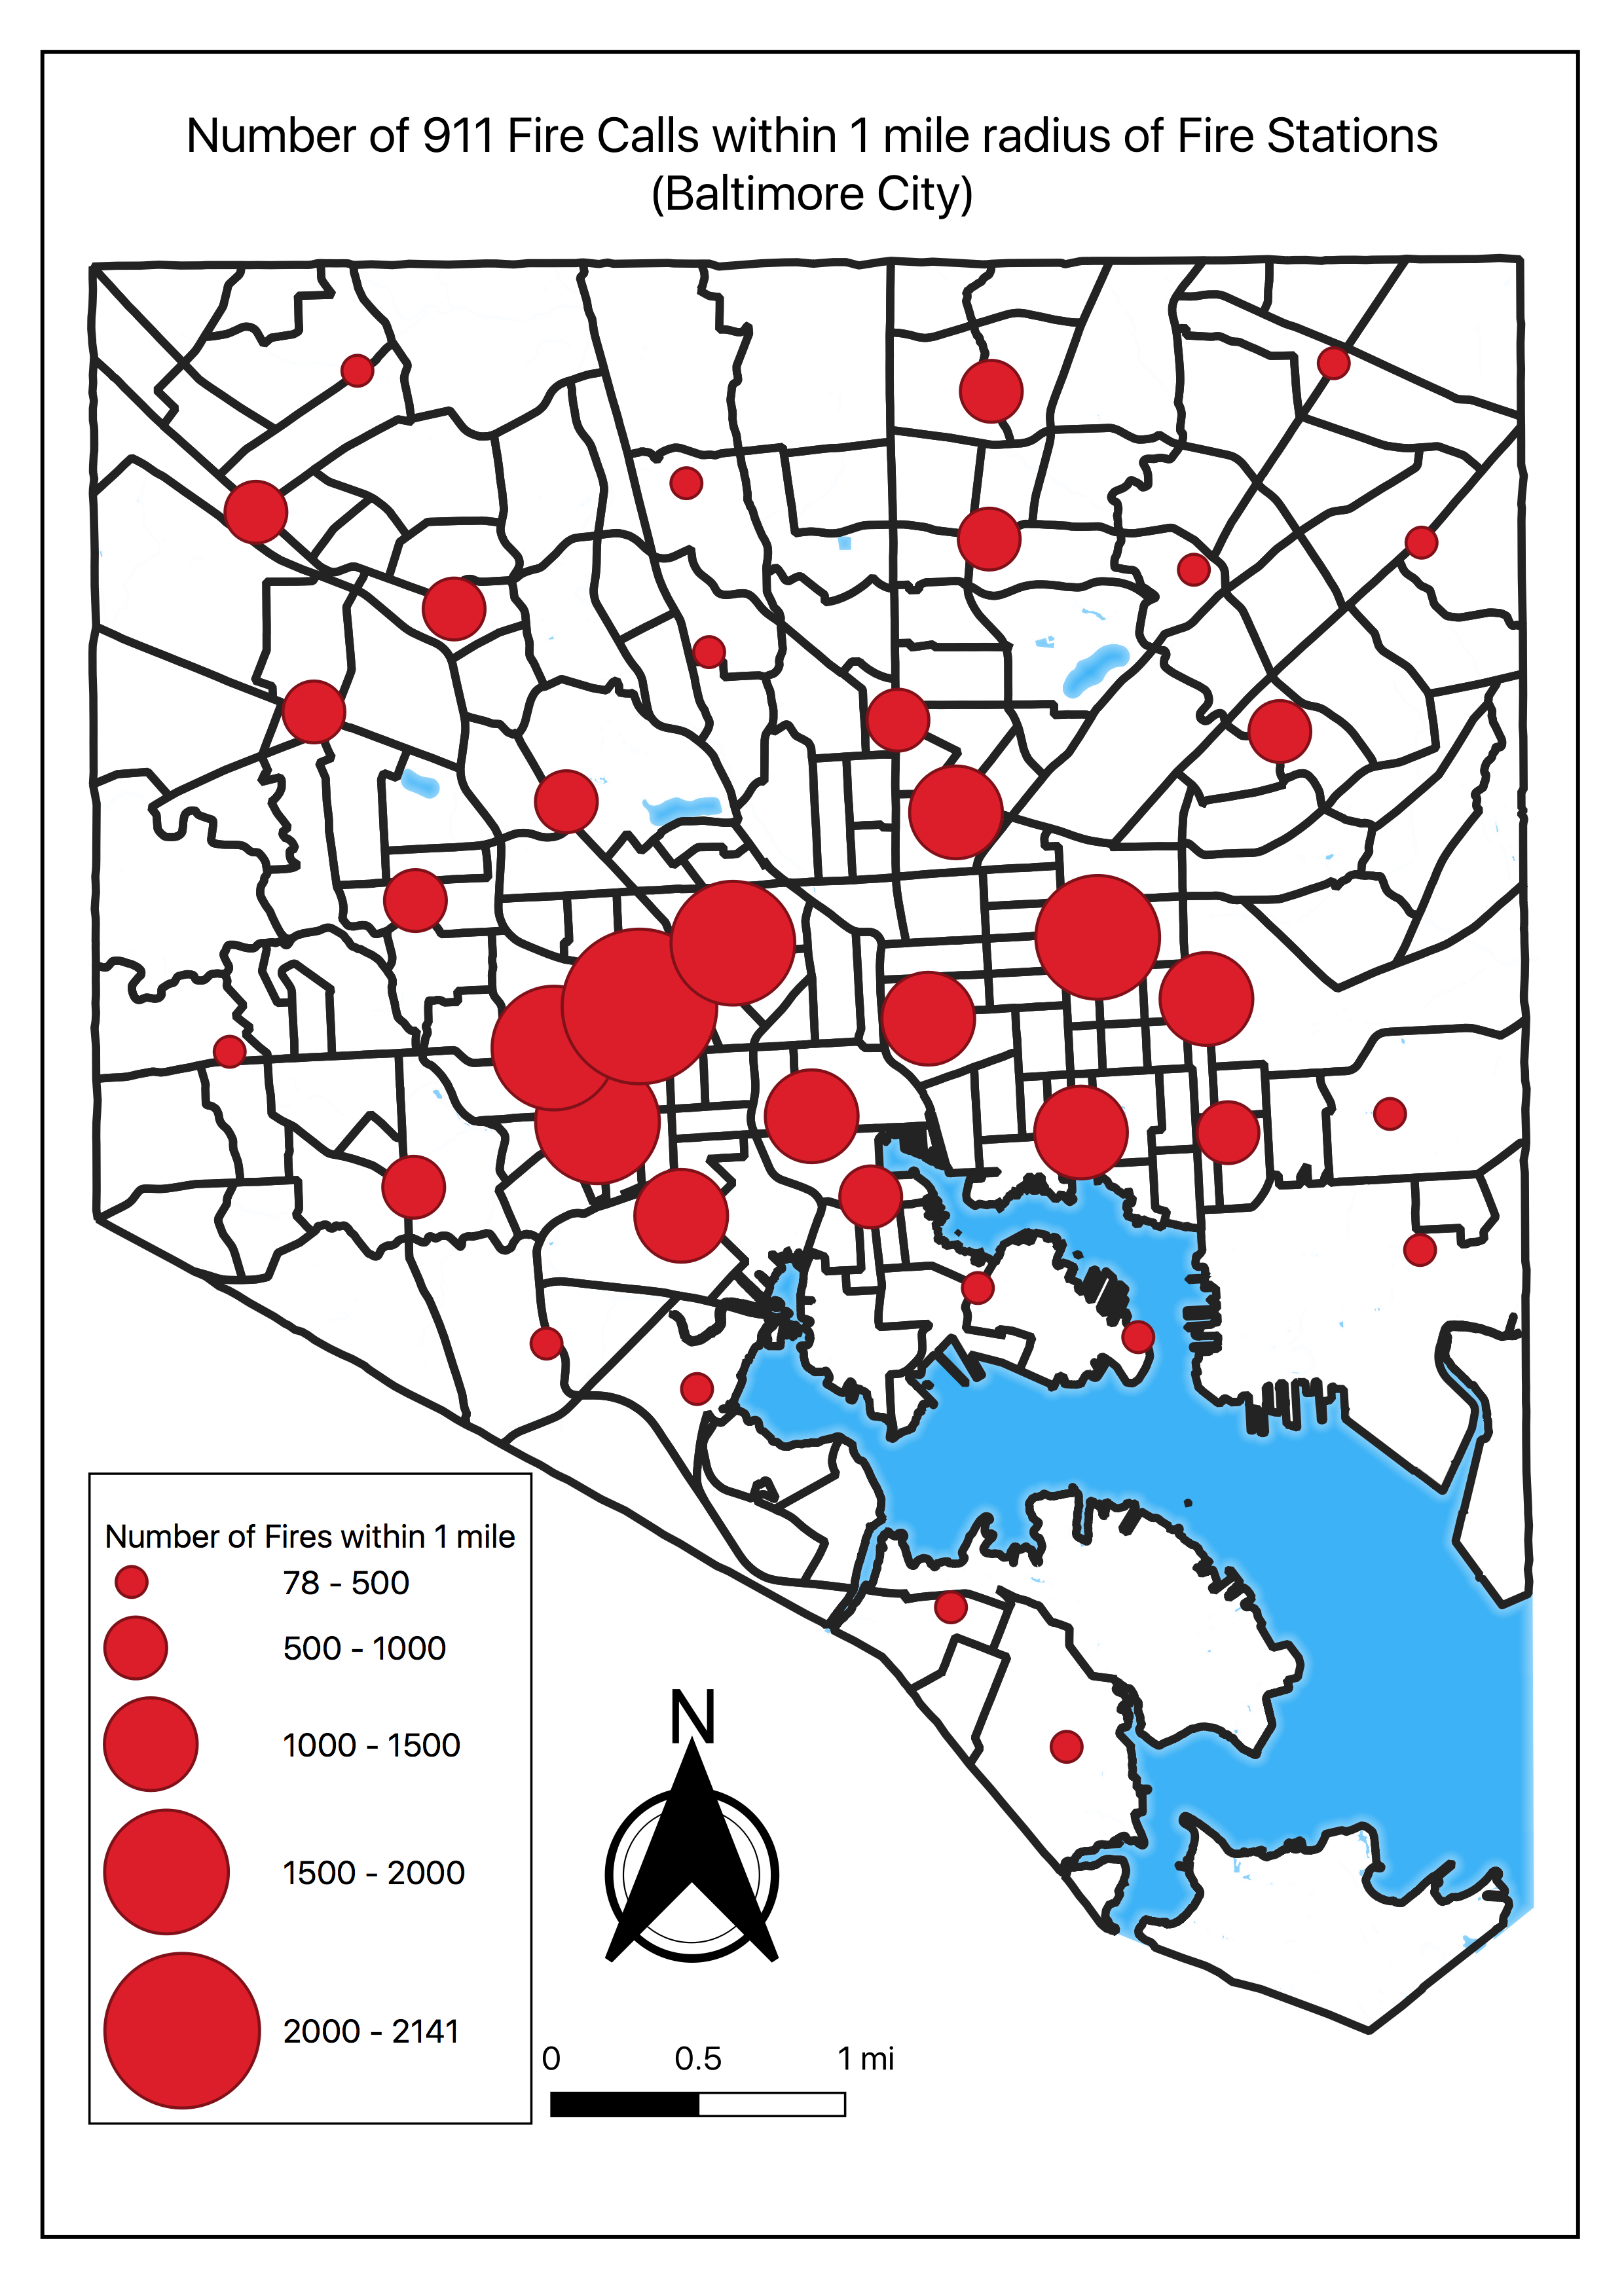 Number of 911 Fire Calls within 1 mile radius of Fire Stations
(Baltimore City)
Number of Fires within 1 mile
78 - 500
500 - 1000
1000 - 1500
1500 - 2000
2000 - 2141
N
0 0.5 1 mi